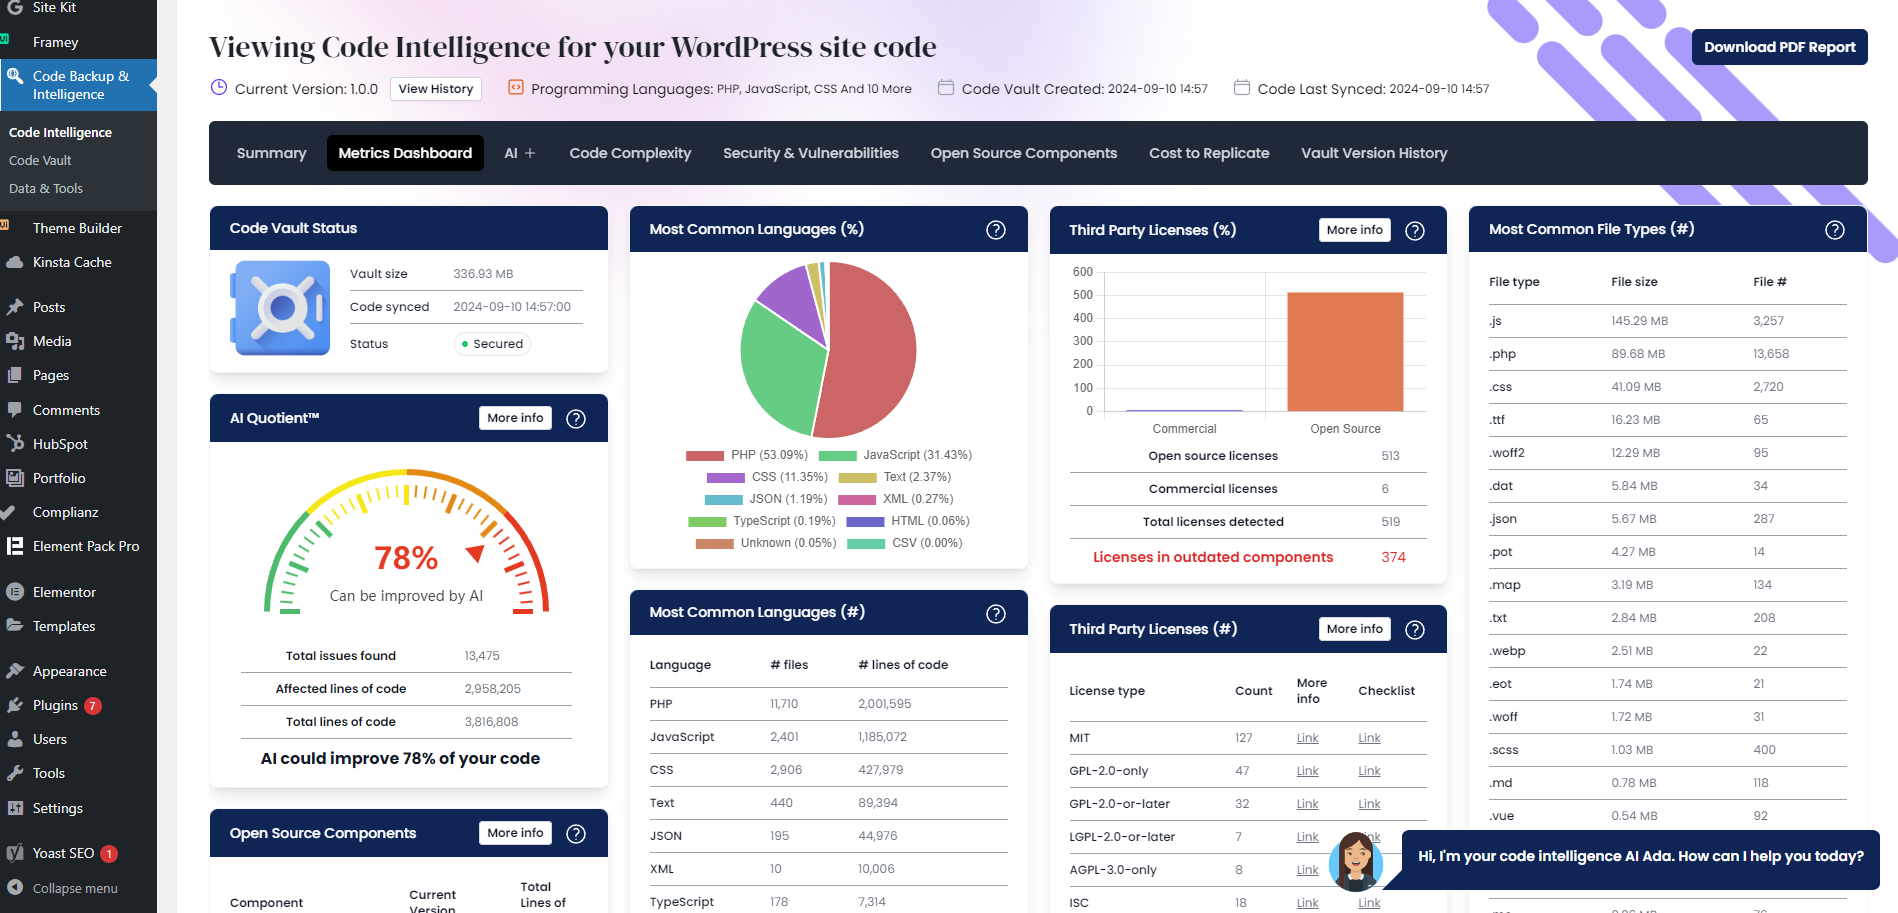 Site Kit
Framey
Code Backup &
Intelligence
Code Intelligence
Code Vault
Data & Tools
Theme Builder
Kinsta Cache
Posts
Media
Pages
Comments
HubSpot
Portfolio
Complianz
Element Pack Pro
Elementor
Templates
Appearance
Plugins 7
Users
Tools
Settings
Yoast SEO 1
Collapse menu
Viewing Code Intelligence for your WordPress site code
Download PDF Report
Current Version: 1.0.0 View History Programming Languages: PHP, JavaScript, CSS And 10 More Code Vault Created: 2024-09-10 14:57 Code Last Synced: 2024-09-10 14:57
Summary Metrics Dashboard AI + Code Complexity Security & Vulnerabilities Open Source Components Cost to Replicate Vault Version History
Code Vault Status
Vault size 336.93 MB
Code synced 2024-09-10 14:57:00
Status Secured
AI Quotient™ More info ?
78%
Can be improved by AI
Total issues found 13,475
Affected lines of code 2,958,205
Total lines of code 3,816,808
AI could improve 78% of your code
Open Source Components More info ?
Component Current Version Total Lines of
Most Common Languages (%) ?
PHP (53.09%) JavaScript (31.43%)
CSS (11.35%) Text (2.37%)
JSON (1.19%) XML (0.27%)
TypeScript (0.19%) HTML (0.06%)
Unknown (0.05%) CSV (0.00%)
Most Common Languages (#) ?
Language # files # lines of code
PHP 11,710 2,001,595
JavaScript 2,401 1,185,072
CSS 2,906 427,979
Text 440 89,394
JSON 195 44,976
XML 10 10,006
TypeScript 178 7,314
Third Party Licenses (%) More info ?
600
500
400
300
200
100
0
Commercial Open Source
Open source licenses 513
Commercial licenses 6
Total licenses detected 519
Licenses in outdated components 374
Third Party Licenses (#) More info ?
License type Count More info Checklist
MIT 127 Link Link
GPL-2.0-only 47 Link Link
GPL-2.0-or-later 32 Link Link
LGPL-2.0-or-later 7 Link
AGPL-3.0-only 8 Link
ISC 18 Link Link
Most Common File Types (#) ?
File type File size File #
.js 145.29 MB 3,257
.php 89.68 MB 13,658
.css 41.09 MB 2,720
.ttf 16.23 MB 65
.woff2 12.29 MB 95
.dat 5.84 MB 34
.json 5.67 MB 287
.pot 4.27 MB 14
.map 3.19 MB 134
.txt 2.84 MB 208
.webp 2.51 MB 22
.eot 1.74 MB 21
.woff 1.72 MB 31
.scss 1.03 MB 400
.md 0.78 MB 118
.vue 0.54 MB 92
Hi, I'm your code intelligence AI Ada. How can I help you today?